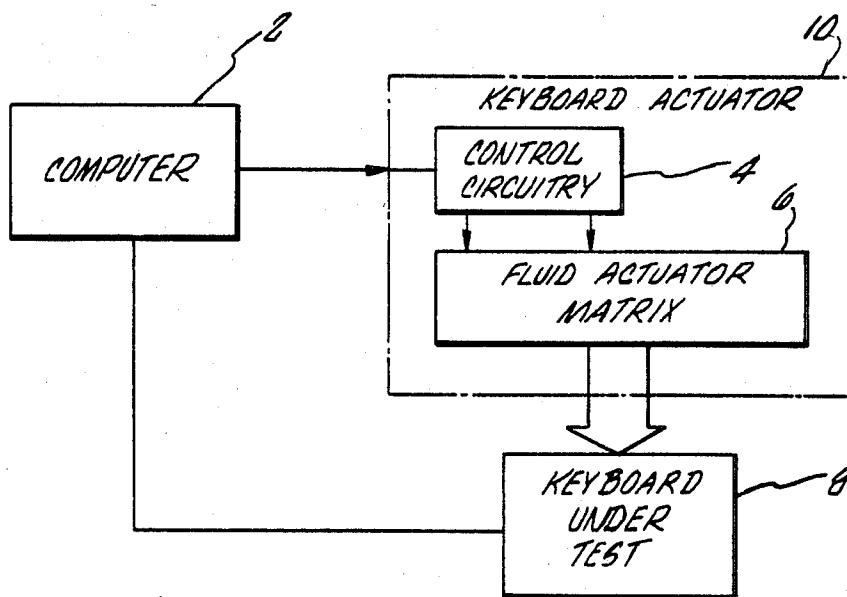 2
10
COMPUTER
KEYBOARD ACTUATOR
CONTROL
CIRCUITRY
4
6
FLUID ACTUATOR
MATRIX
KEYBOARD
UNDER
TEST
8